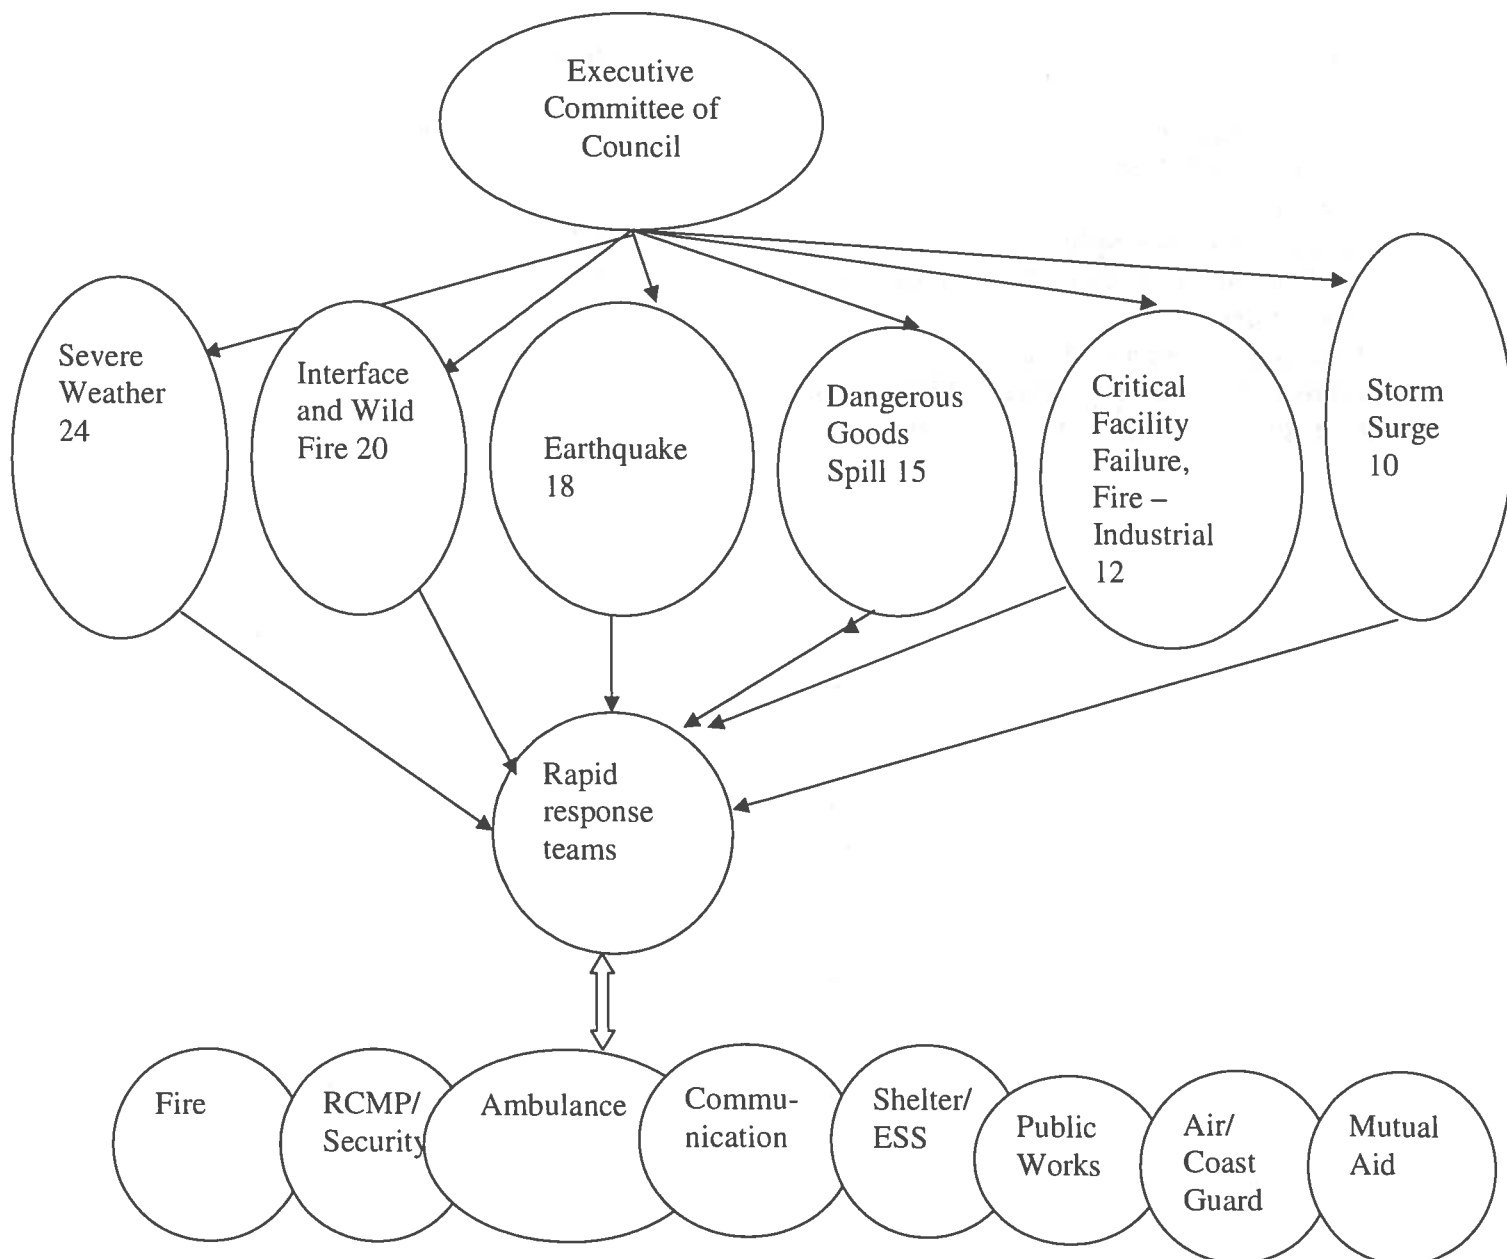 Executive
Committee of
Council
Severe
Weather
24
Interface
and Wild
Fire 20
Earthquake
18
Dangerous
Goods
Spill 15
Critical
Facility
Failure,
Fire –
Industrial
12
Storm
Surge
10
Rapid
response
teams
Fire
RCMP/
Security
Ambulance
Commu-
nication
Shelter/
ESS
Public
Works
Air/
Coast
Guard
Mutual
Aid